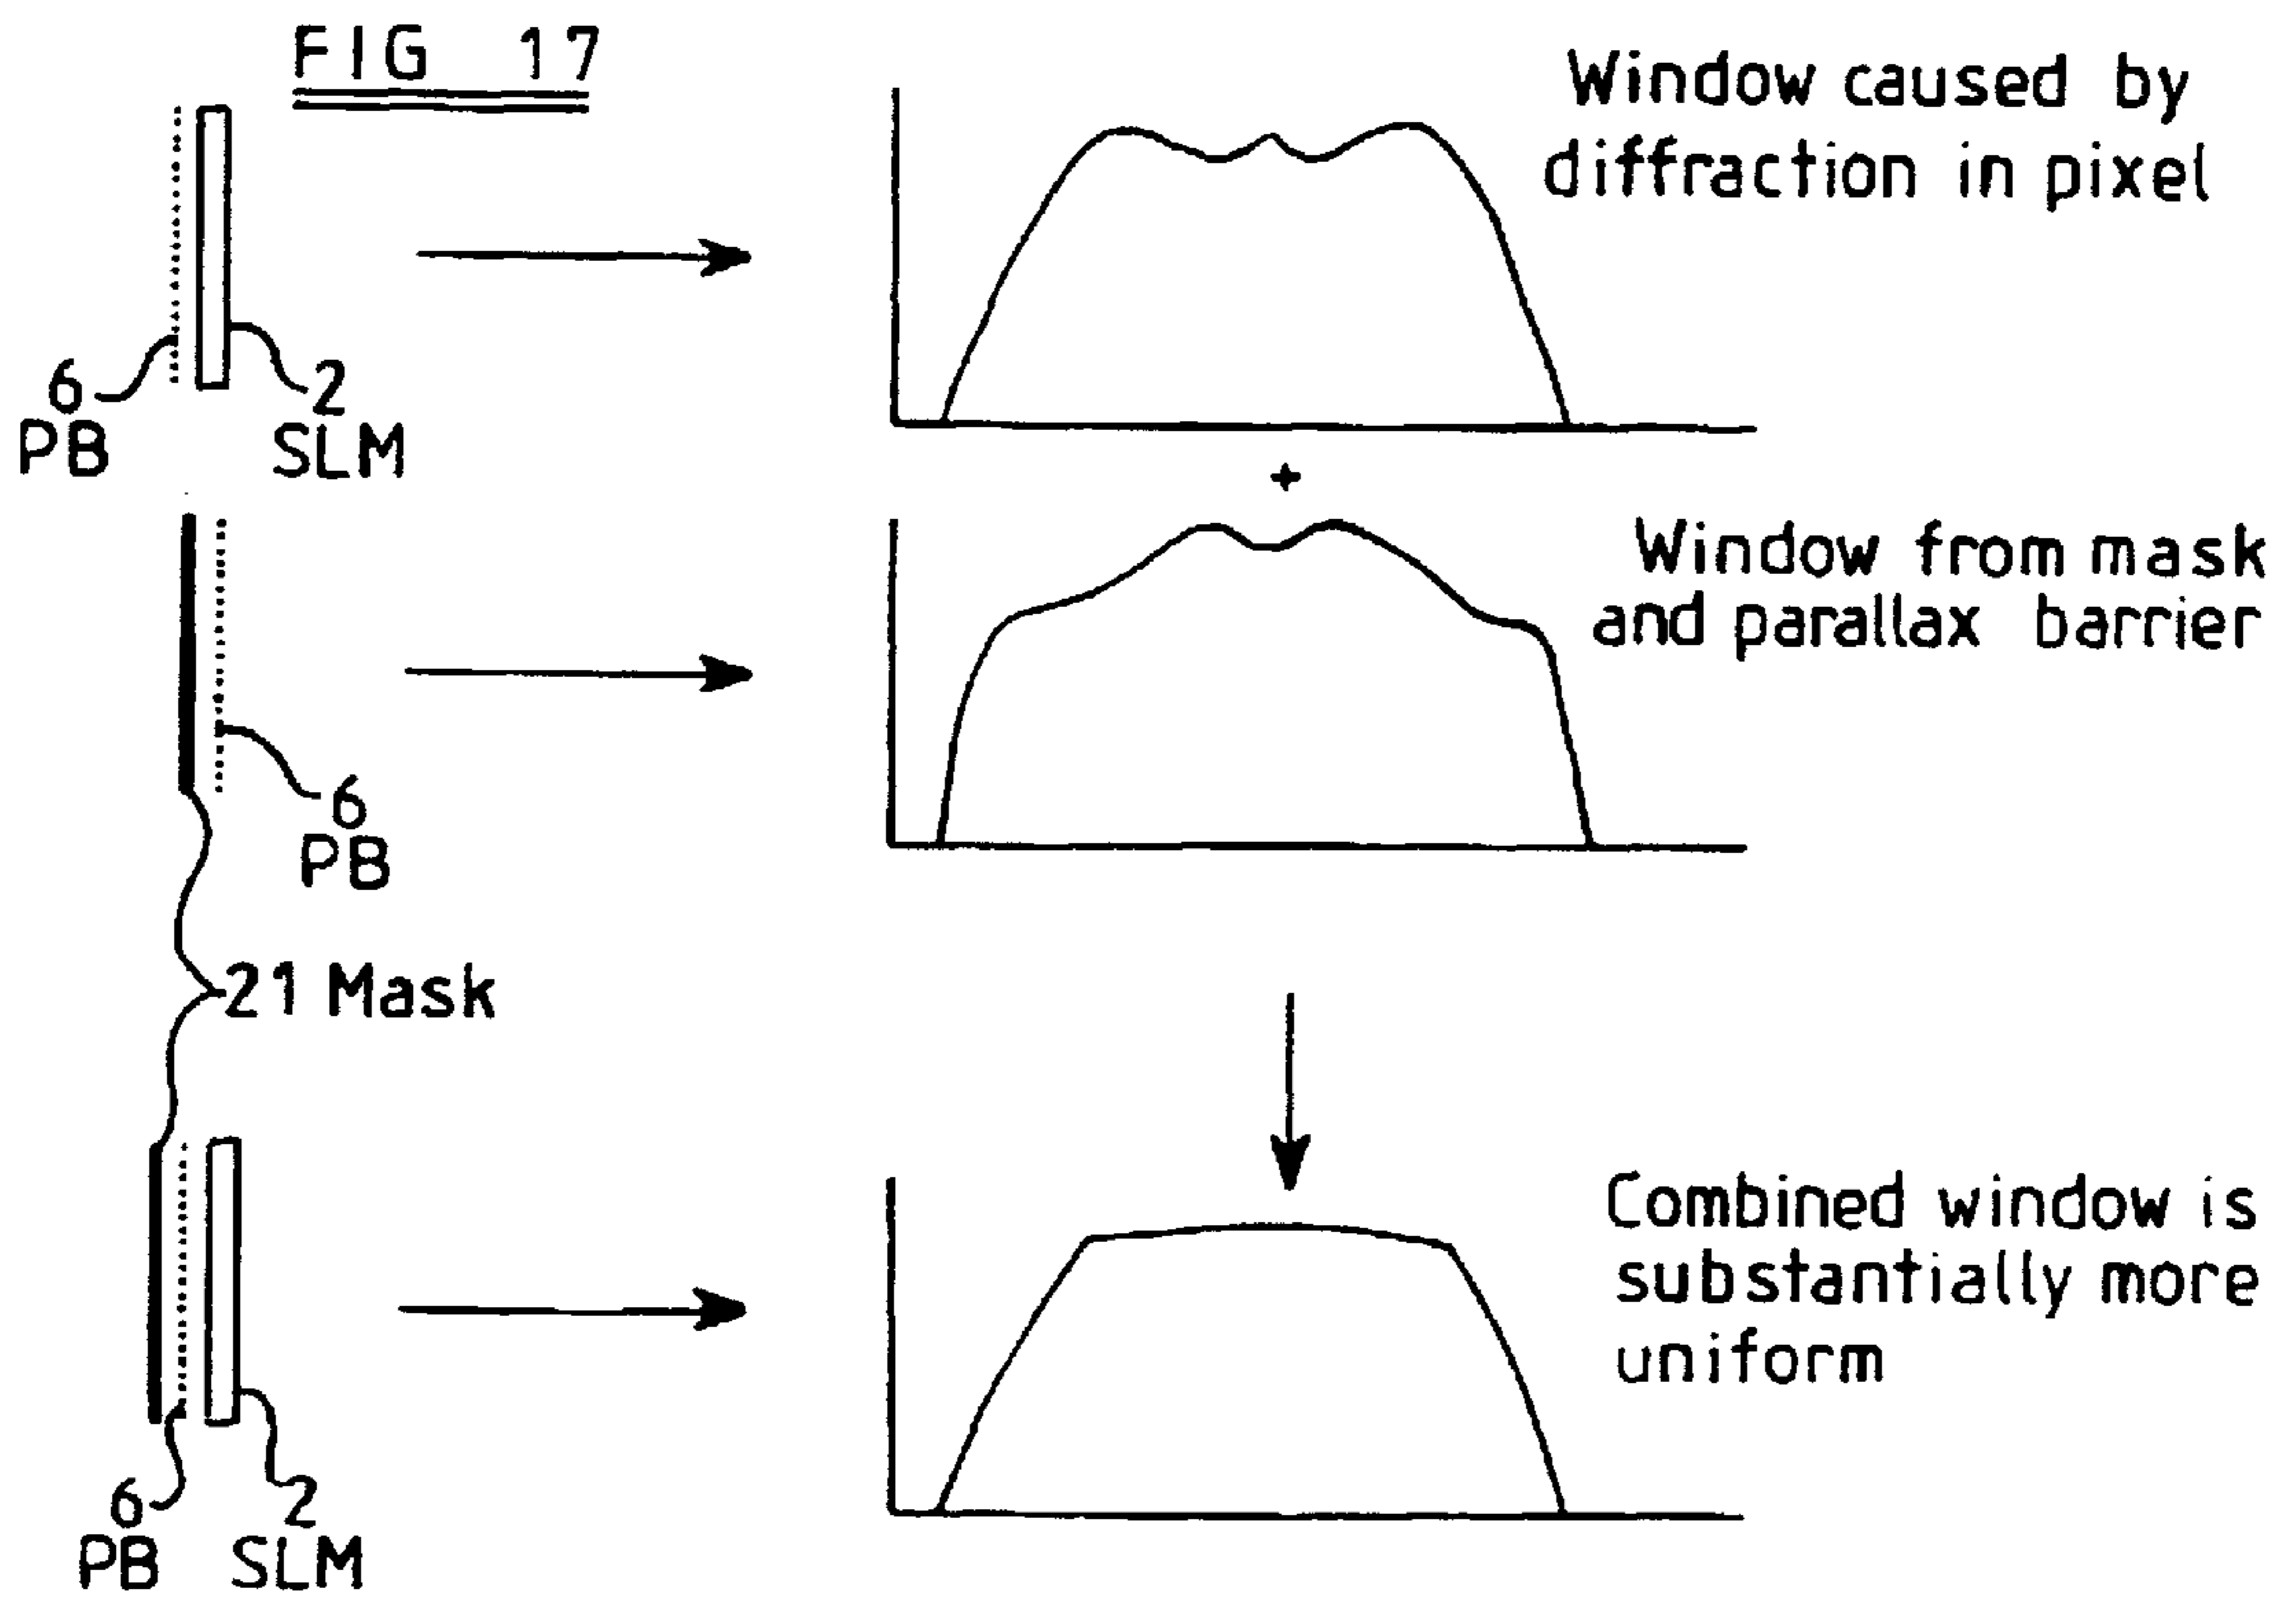 FIG 17
Window caused by
diffraction in pixel
6
PB
2
SLM
+
Window from mask
and parallax barrier
6
PB
21 Mask
Combined window is
substantially more
uniform
6
PB
2
SLM